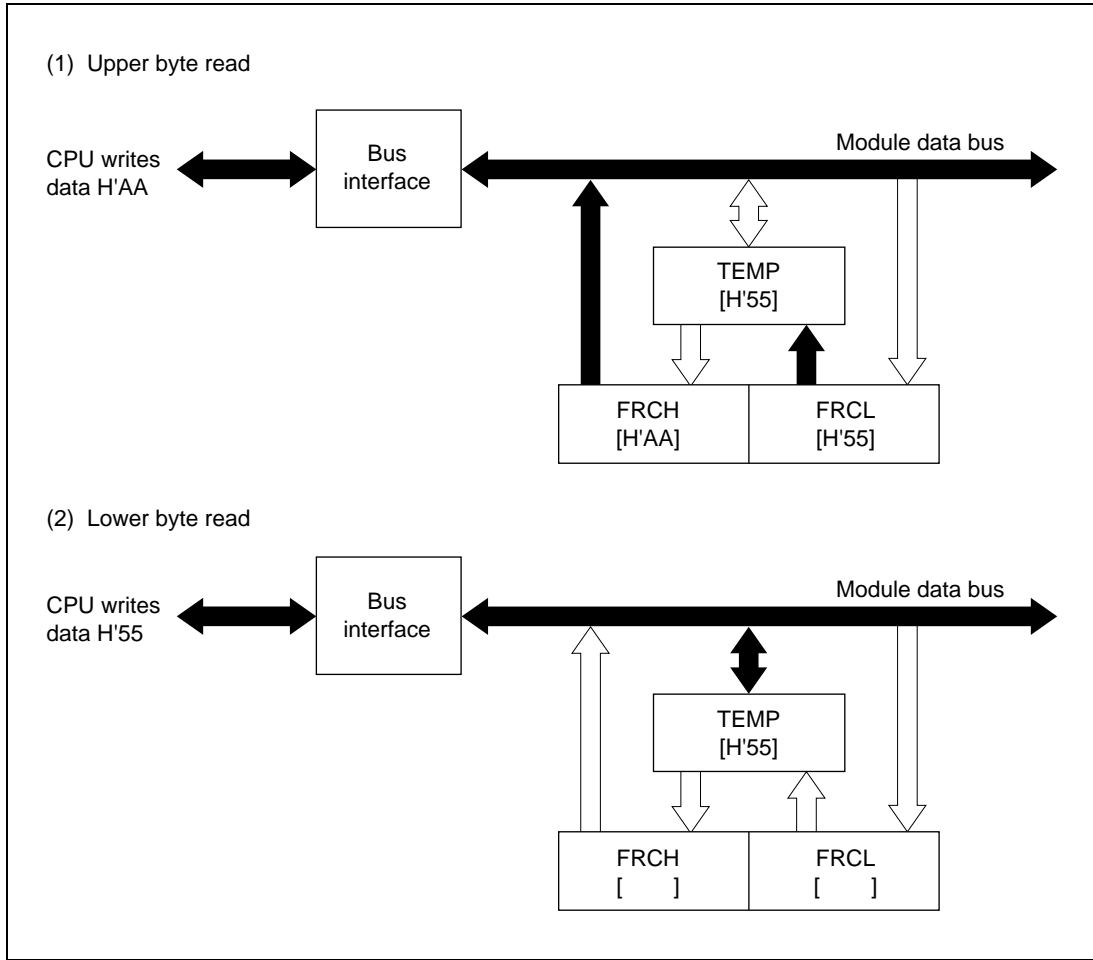 (1) Upper byte read
CPU writes
data H'AA
Bus
interface
Module data bus
TEMP
[H'55]
FRCH
[H'AA]
FRCL
[H'55]
(2) Lower byte read
CPU writes
data H'55
Bus
interface
Module data bus
TEMP
[H'55]
FRCH
[ ]
FRCL
[ ]